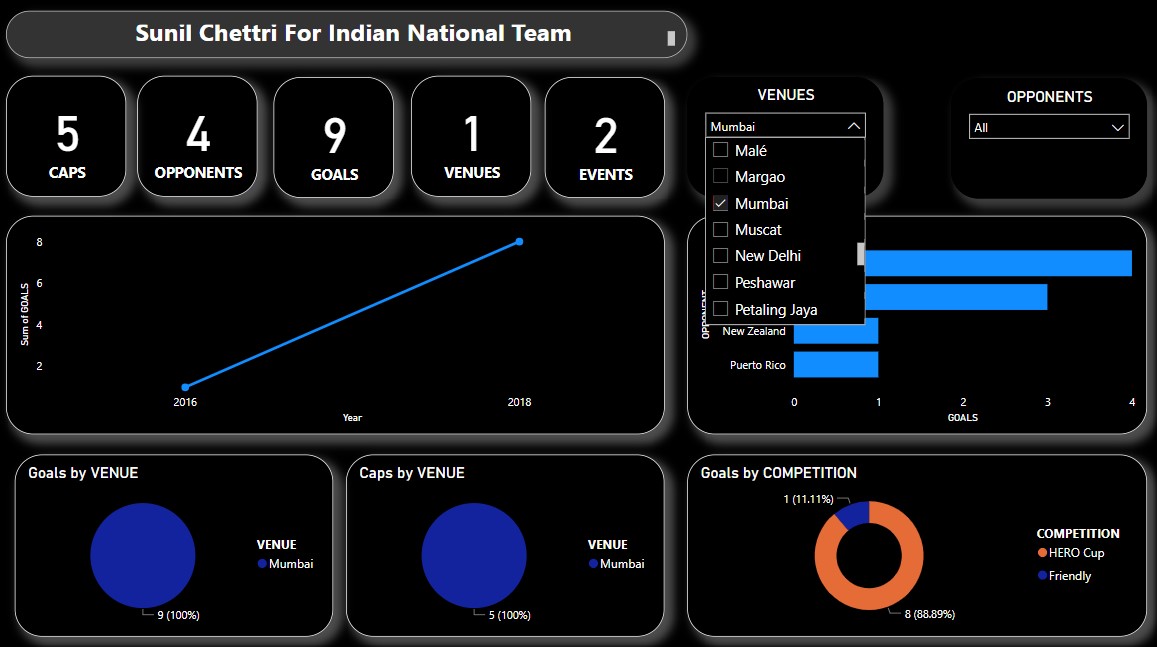 Sunil Chettri For Indian National Team
5
CAPS
4
OPPONENTS
9
GOALS
1
VENUES
2
EVENTS
VENUES
Mumbai
Malé
Margao
Mumbai
Muscat
New Delhi
Peshawar
Petaling Jaya
OPPONENTS
All
Sum of GOALS
8
6
4
2
2016
2018
Year
OPPONENT
New Zealand
Puerto Rico
0
1
2
3
4
GOALS
Goals by VENUE
9 (100%)
VENUE
Mumbai
Caps by VENUE
5 (100%)
VENUE
Mumbai
Goals by COMPETITION
1 (11.11%)
8 (88.89%)
COMPETITION
HERO Cup
Friendly